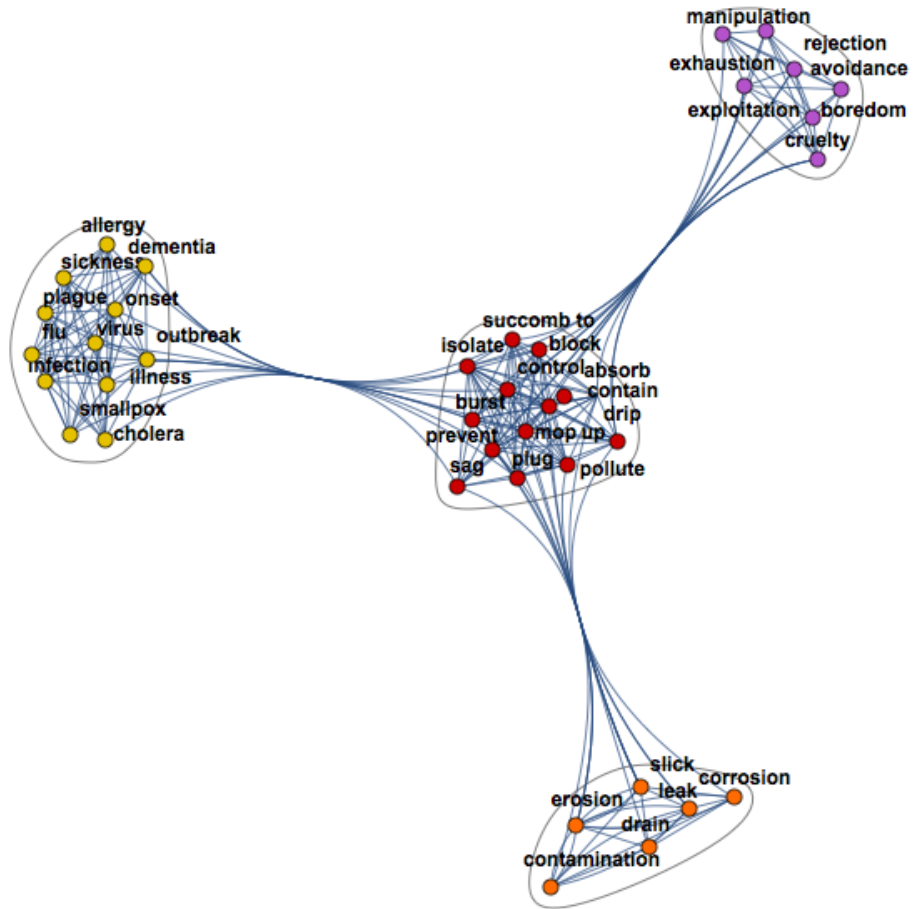 manipulation
rejection
exhaustion
avoidance
exploitation
boredom
cruelty
allergy
dementia
sickness
plague
onset
flu
virus
outbreak
infection
illness
smallpox
cholera
succomb to
isolate
block
control
absorb
contain
burst
drip
prevent
mop up
sag
plug
pollute
slick
corrosion
leak
erosion
drain
contamination